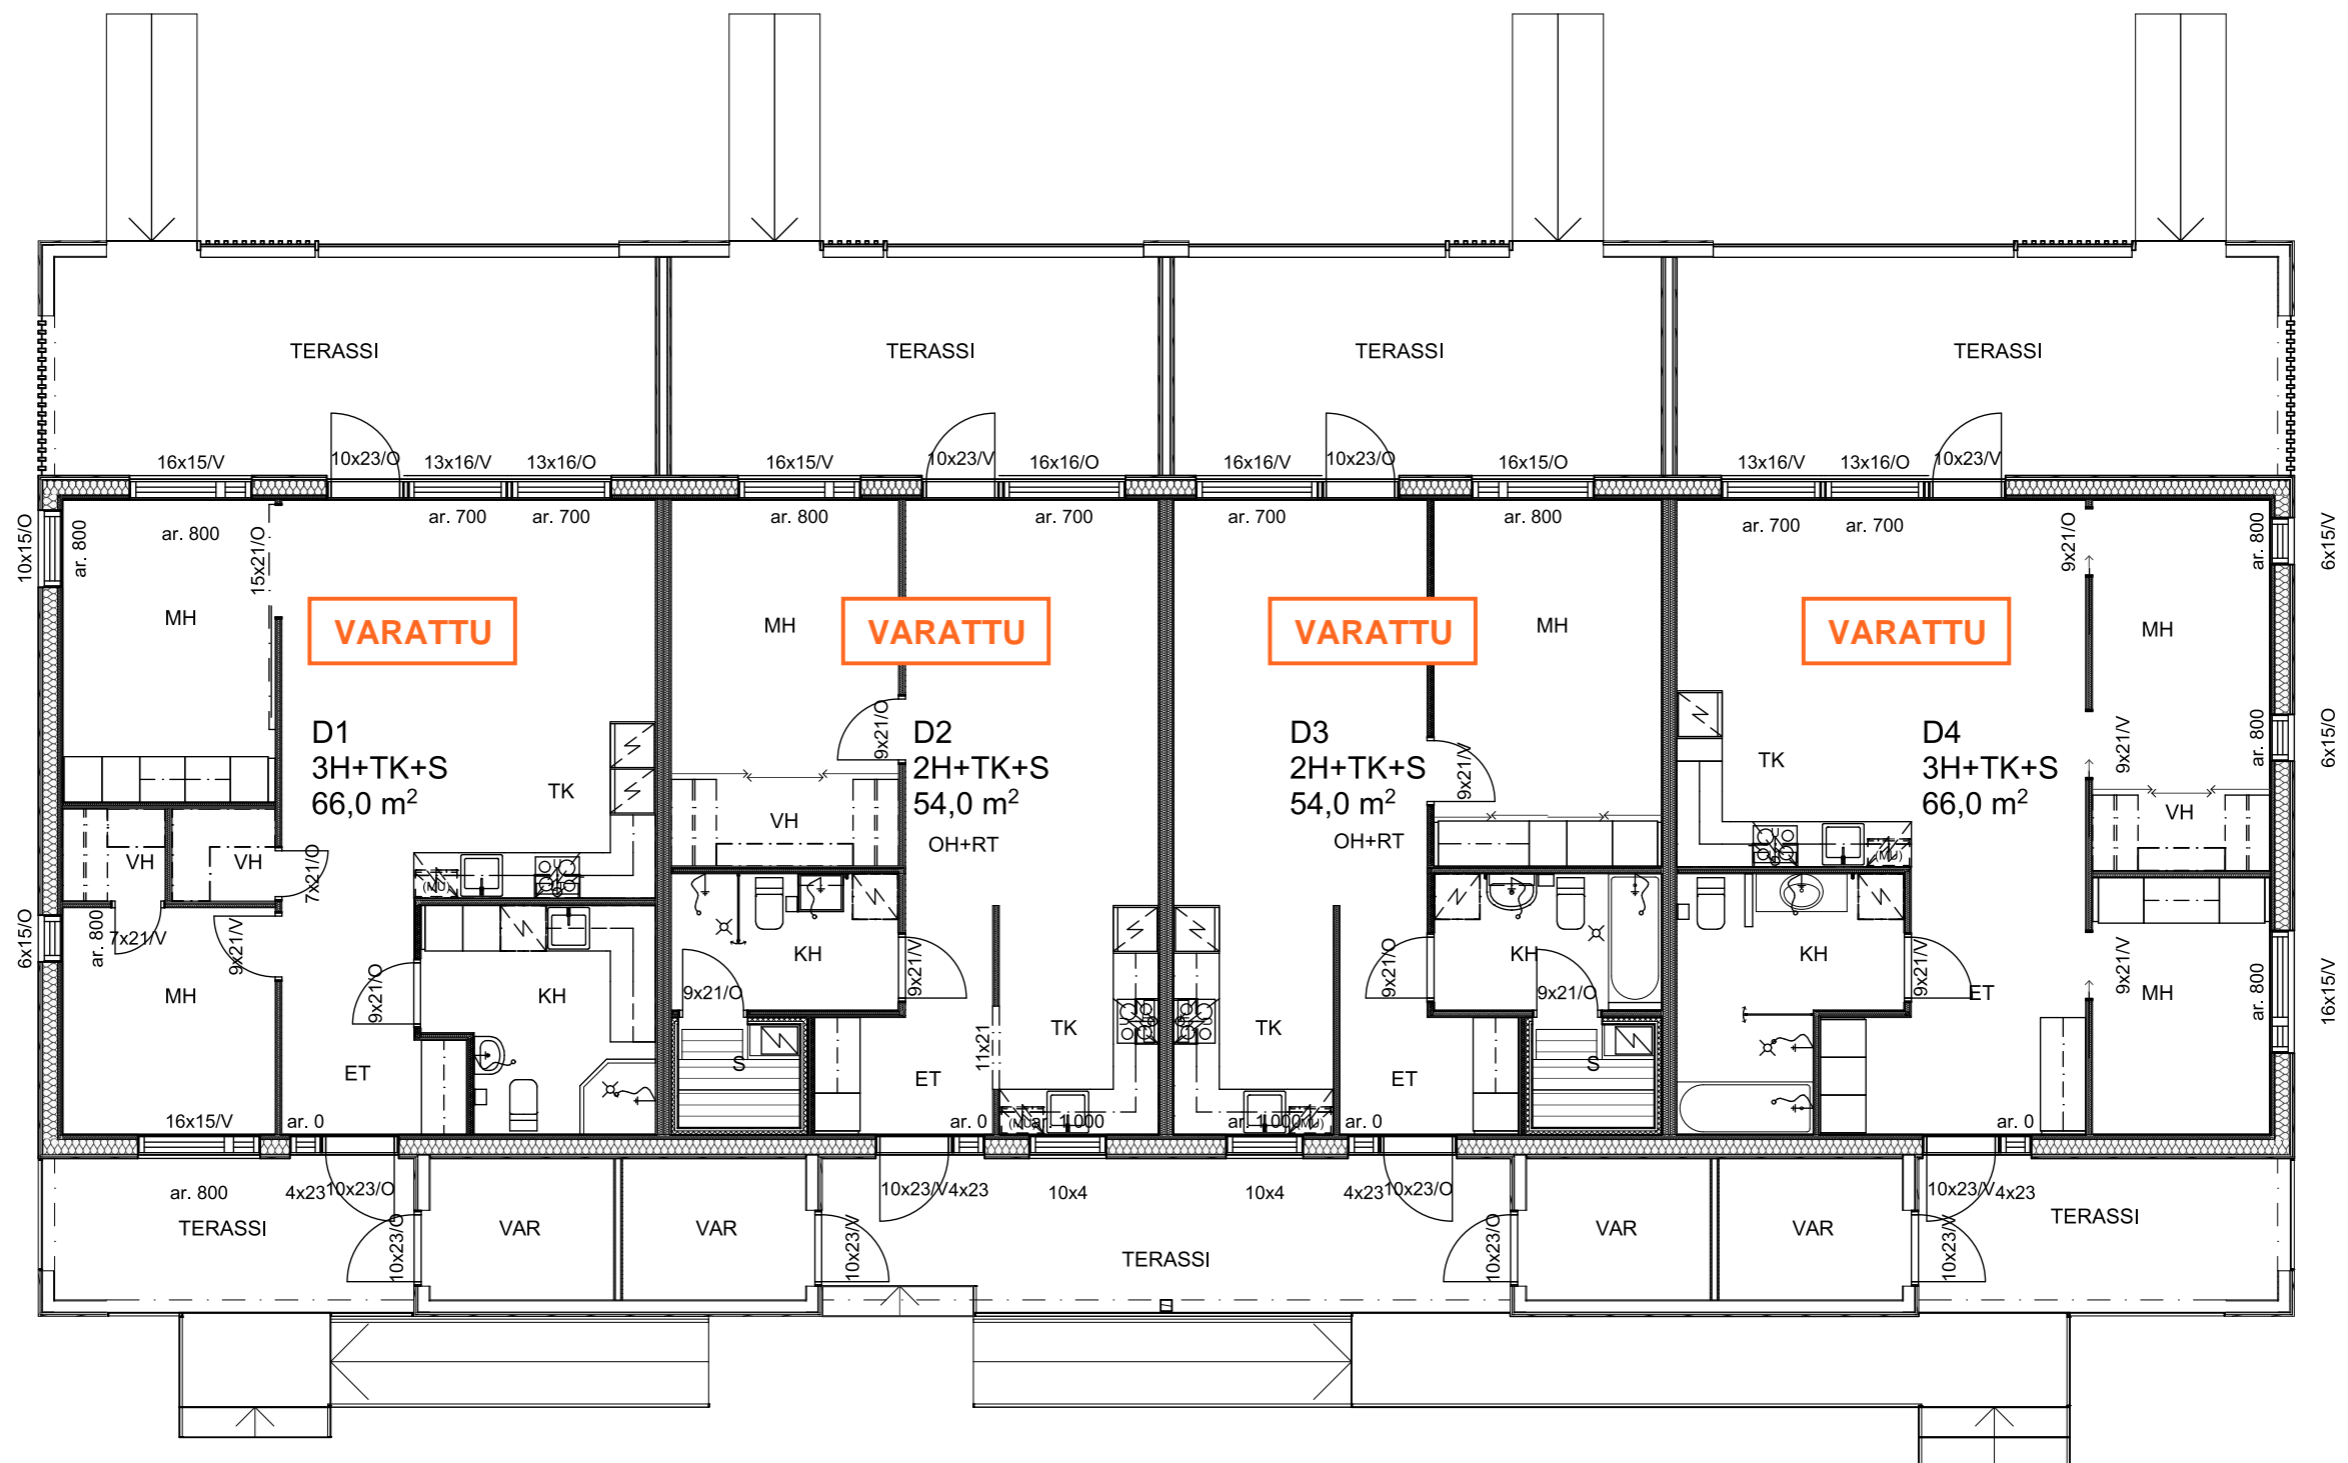 TERASSI
TERASSI
TERASSI
TERASSI
16x15/V
10x23/O
13x16/V
13x16/O
16x15/V
10x23/V
16x16/O
16x16/V
10x23/O
16x15/O
13x16/V
13x16/O
10x23/V
10x15/O
ar. 800
ar. 800
15x21/O
ar. 700
ar. 700
ar. 800
ar. 700
ar. 700
ar. 800
ar. 700
ar. 700
9x21/O
ar. 800
6x15/V
MH
VARATTU
MH
VARATTU
VARATTU
MH
VARATTU
MH
D1
3H+TK+S
66,0 m²
TK
9x21/O
D2
2H+TK+S
54,0 m²
OH+RT
D3
2H+TK+S
54,0 m²
OH+RT
9x21/V
TK
D4
3H+TK+S
66,0 m²
9x21/V
ar. 800
6x15/O
VH
VH
7x21/O
(MU)
VH
(MU)
VH
6x15/O
ar. 800
7x21/V
9x21/V
MH
9x21/O
KH
ET
9x21/O
KH
9x21/V
S
ET
11x21
TK
TK
9x21/O
KH
9x21/O
ET
S
KH
9x21/V
ET
9x21/V
MH
ar. 800
16x15/V
16x15/V
ar. 0
ar. 0
(MU)
ar. 1000
ar. 1000
(MU)
ar. 0
ar. 0
ar. 800
4x23
10x23/O
10x23/V
4x23
10x4
10x4
4x23
10x23/O
10x23/V
4x23
TERASSI
10x23/O
VAR
VAR
10x23/V
TERASSI
10x23/O
VAR
VAR
10x23/V
TERASSI